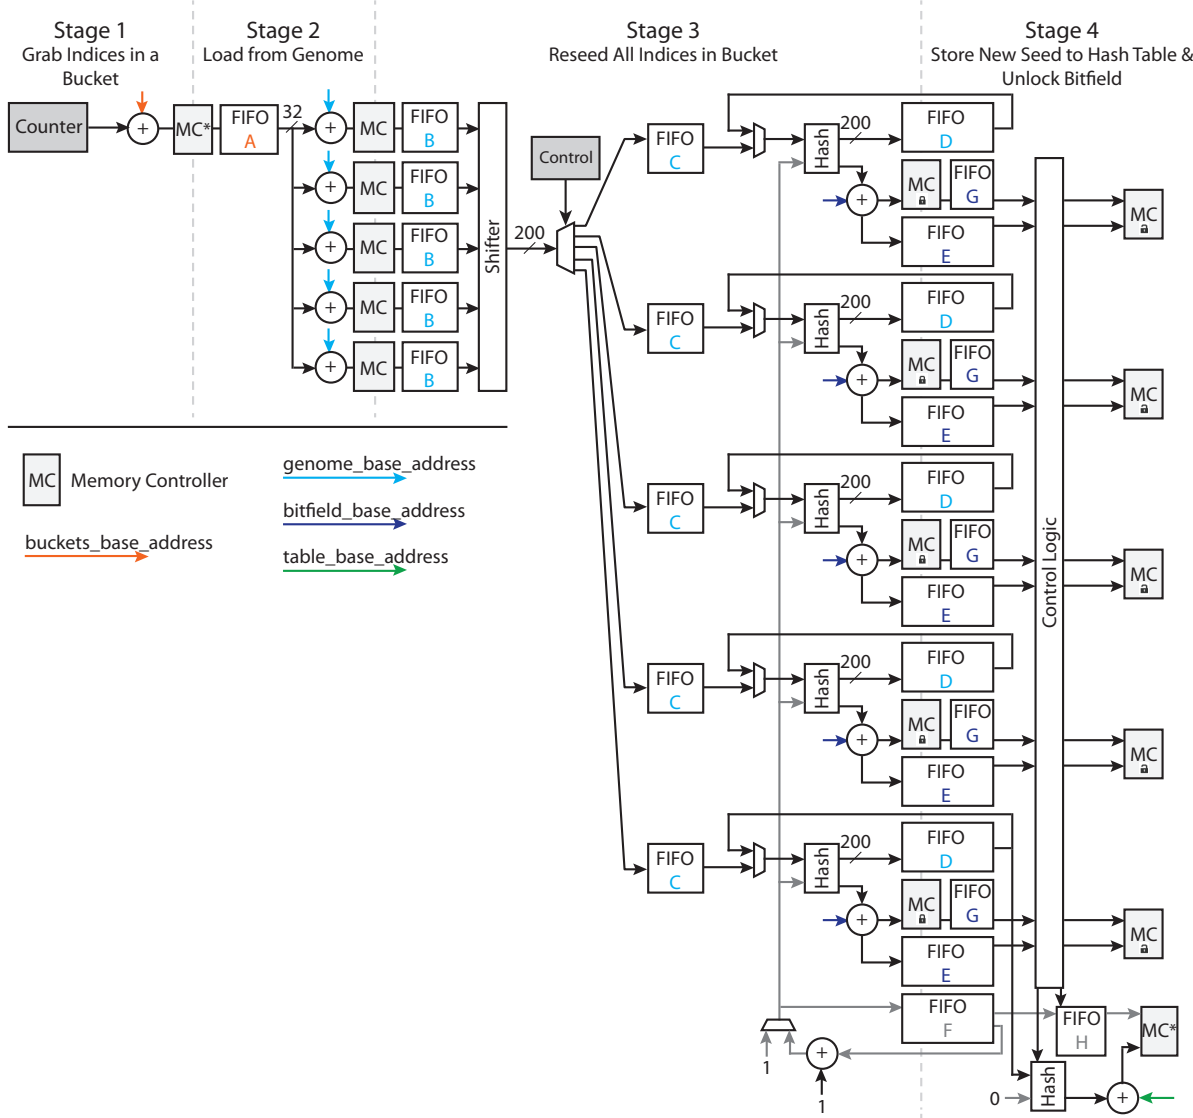 Stage 1
Grab Indices in a
Bucket
Stage 2
Load from Genome
Stage 3
Reseed All Indices in Bucket
Stage 4
Store New Seed to Hash Table &
Unlock Bitfield
Counter
+
MC*
FIFO
A
32
+
MC
FIFO
B
+
MC
FIFO
B
+
MC
FIFO
B
+
MC
FIFO
B
+
MC
FIFO
B
Shifter
200
Control
FIFO
C
Hash
200
FIFO
D
+
MC
FIFO
G
FIFO
E
MC
FIFO
C
Hash
200
FIFO
D
+
MC
FIFO
G
FIFO
E
MC
FIFO
C
Hash
200
FIFO
D
+
MC
FIFO
G
FIFO
E
MC
FIFO
C
Hash
200
FIFO
D
+
MC
FIFO
G
FIFO
E
MC
FIFO
C
Hash
200
FIFO
D
+
MC
FIFO
G
FIFO
E
MC
Control Logic
FIFO
F
1
+
1
FIFO
H
MC*
0
Hash
+
MC
Memory Controller
buckets_base_address
genome_base_address
bitfield_base_address
table_base_address